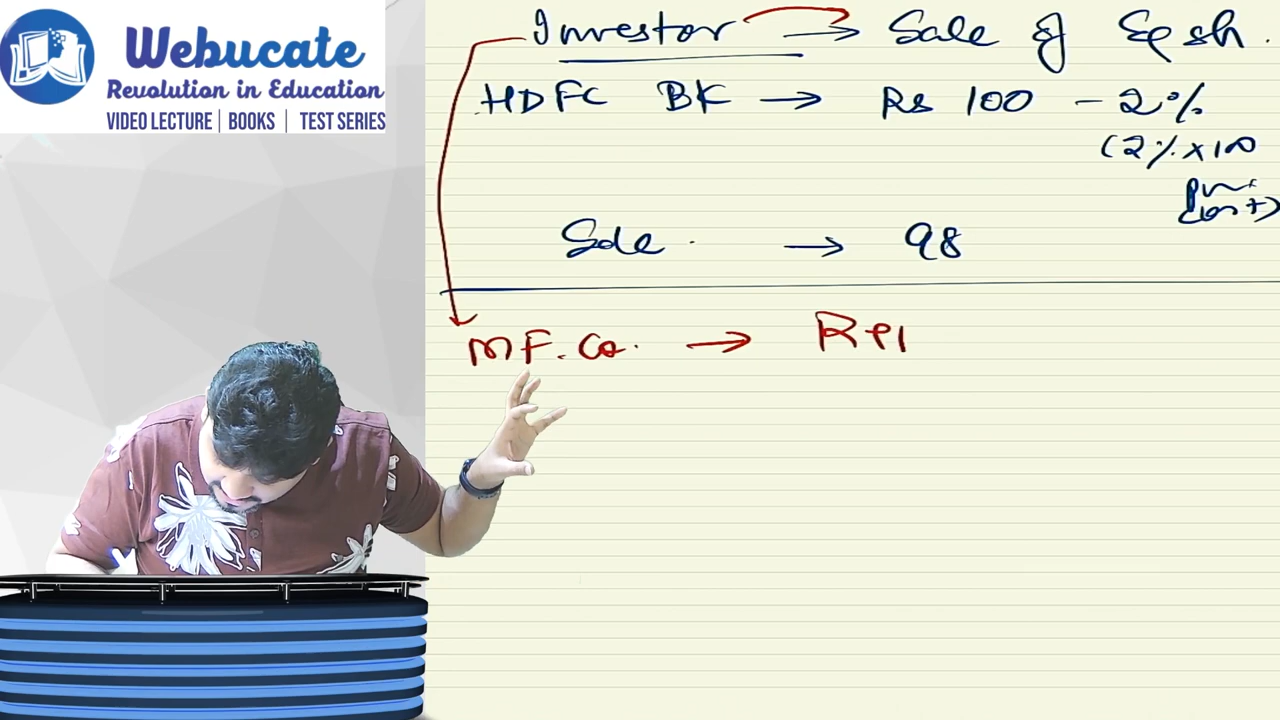 Webucate
Revolution in Education
VIDEO LECTURE | BOOKS | TEST SERIES
Investor → Sale of Eq sh.
HDFC BK → Rs 100 - 2%
(2% x 100
Sale → 98
MF. Co. →